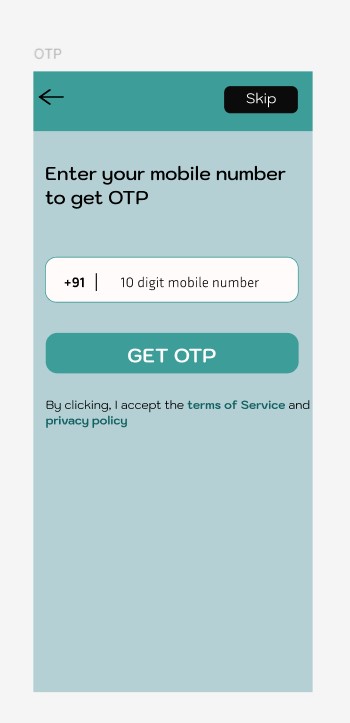 OTP
Skip
Enter your mobile number
to get OTP
+91 | 10 digit mobile number
GET OTP
By clicking, I accept the terms of Service and
privacy policy